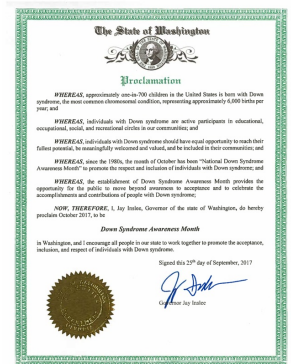 The State of Washington
Proclamation
WHEREAS, approximately one-in-700 children in the United States is born with Down
syndrome, the most common chromosomal condition, representing approximately 6,000 births per
year; and
WHEREAS, individuals with Down syndrome are active participants in educational,
occupational, social, and recreational circles in our communities; and
WHEREAS, individuals with Down syndrome should have equal opportunity to reach their
fullest potential, be meaningfully welcomed and valued, and be included in their communities; and
WHEREAS, since the 1980s, the month of October has been "National Down Syndrome
Awareness Month" to promote the respect and inclusion of individuals with Down syndrome; and
WHEREAS, the establishment of Down Syndrome Awareness Month provides the
opportunity for the public to move beyond awareness to acceptance and to celebrate the
accomplishments and contributions of people with Down syndrome;
NOW, THEREFORE, I, Jay Inslee, Governor of the state of Washington, do hereby
proclaim October 2017, to be
Down Syndrome Awareness Month
in Washington, and I encourage all people in our state to work together to promote the acceptance,
inclusion, and respect of individuals with Down syndrome.
Signed this 25th day of September, 2017
Governor Jay Inslee